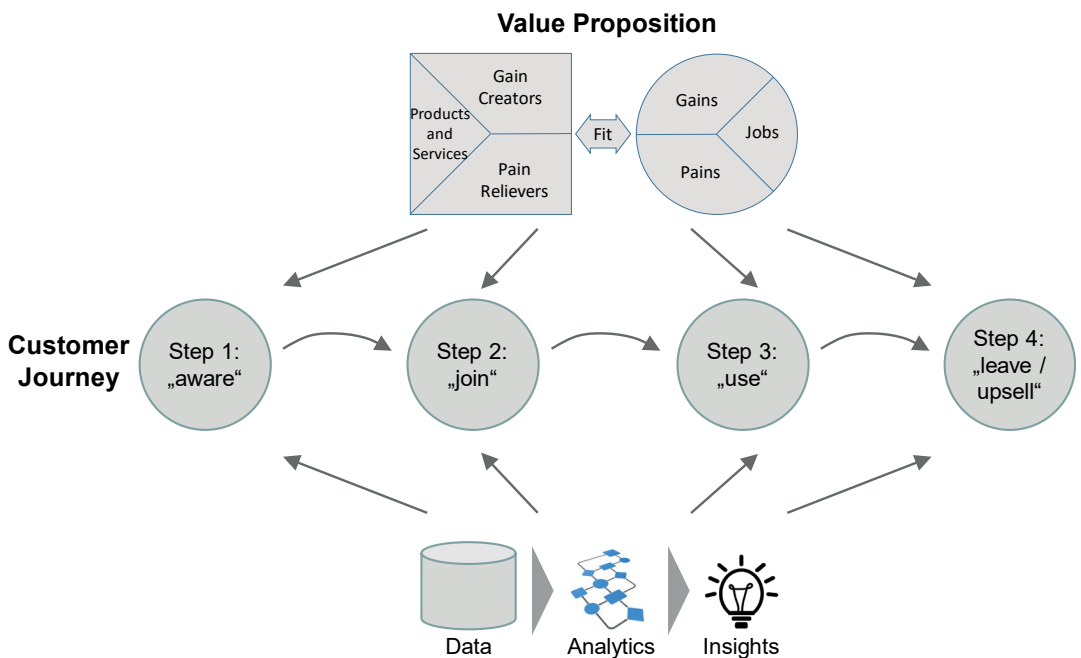 Value Proposition
Gain
Creators
Products
and
Services
Pain
Relievers
Fit
Gains
Jobs
Pains
Customer
Journey
Step 1:
„aware“
Step 2:
„join“
Step 3:
„use“
Step 4:
„leave /
upsell“
Data
Analytics
Insights